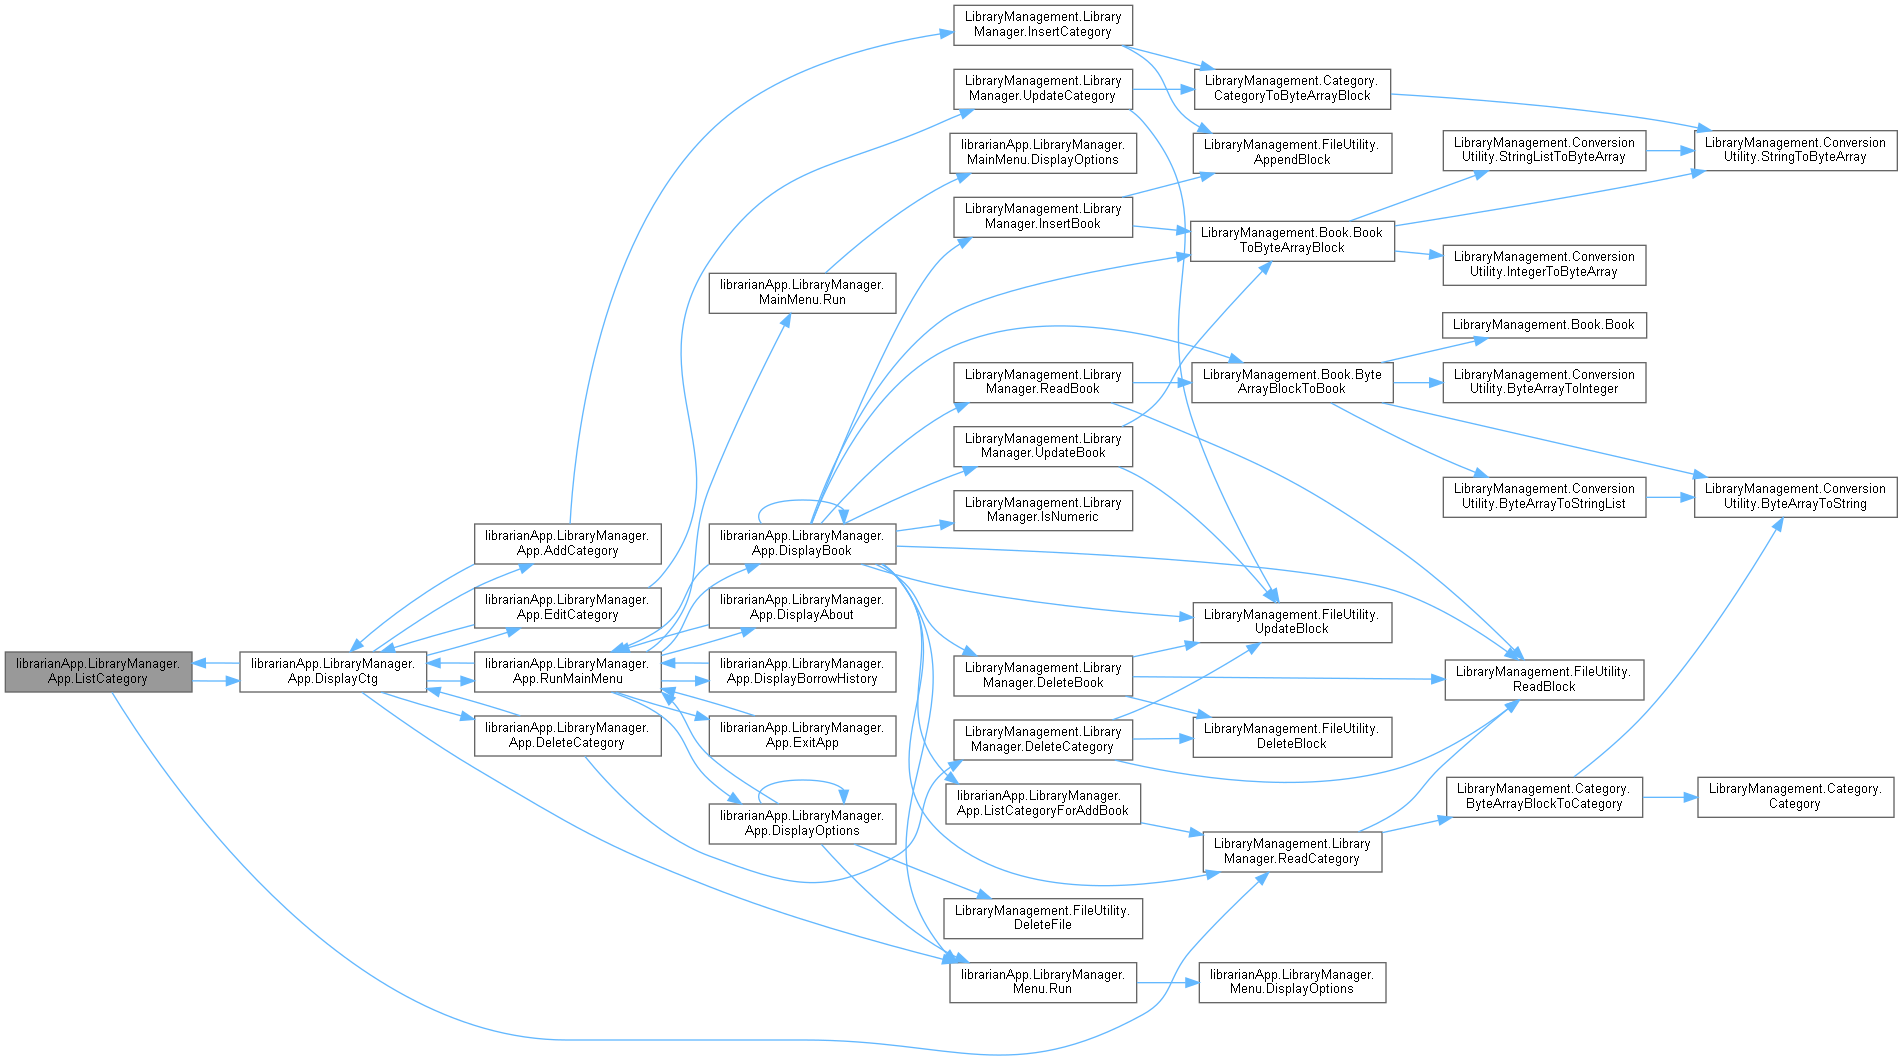 LibraryManagement.Library
Manager.InsertCategory
LibraryManagement.Library
Manager.UpdateCategory
LibraryManagement.Category.
CategoryToByteArrayBlock
librarianApp.LibraryManager.
MainMenu.DisplayOptions
LibraryManagement.FileUtility.
AppendBlock
LibraryManagement.Conversion
Utility.StringListToByteArray
LibraryManagement.Conversion
Utility.StringToByteArray
LibraryManagement.Library
Manager.InsertBook
LibraryManagement.Book.Book
ToByteArrayBlock
LibraryManagement.Conversion
Utility.IntegerToByteArray
librarianApp.LibraryManager.
MainMenu.Run
LibraryManagement.Book.Book
LibraryManagement.Library
Manager.ReadBook
LibraryManagement.Book.Byte
ArrayBlockToBook
LibraryManagement.Conversion
Utility.ByteArrayToInteger
LibraryManagement.Library
Manager.UpdateBook
LibraryManagement.Library
Manager.IsNumeric
LibraryManagement.Conversion
Utility.ByteArrayToStringList
LibraryManagement.Conversion
Utility.ByteArrayToString
librarianApp.LibraryManager.
App.AddCategory
librarianApp.LibraryManager.
App.DisplayBook
librarianApp.LibraryManager.
App.EditCategory
librarianApp.LibraryManager.
App.DisplayAbout
LibraryManagement.FileUtility.
UpdateBlock
librarianApp.LibraryManager.
App.ListCategory
librarianApp.LibraryManager.
App.DisplayCtg
librarianApp.LibraryManager.
App.RunMainMenu
librarianApp.LibraryManager.
App.DisplayBorrowHistory
LibraryManagement.Library
Manager.DeleteBook
LibraryManagement.FileUtility.
ReadBlock
librarianApp.LibraryManager.
App.DeleteCategory
librarianApp.LibraryManager.
App.ExitApp
LibraryManagement.Library
Manager.DeleteCategory
LibraryManagement.FileUtility.
DeleteBlock
librarianApp.LibraryManager.
App.DisplayOptions
librarianApp.LibraryManager.
App.ListCategoryForAddBook
LibraryManagement.Category.
ByteArrayBlockToCategory
LibraryManagement.Category.
Category
LibraryManagement.Library
Manager.ReadCategory
LibraryManagement.FileUtility.
DeleteFile
librarianApp.LibraryManager.
Menu.Run
librarianApp.LibraryManager.
Menu.DisplayOptions